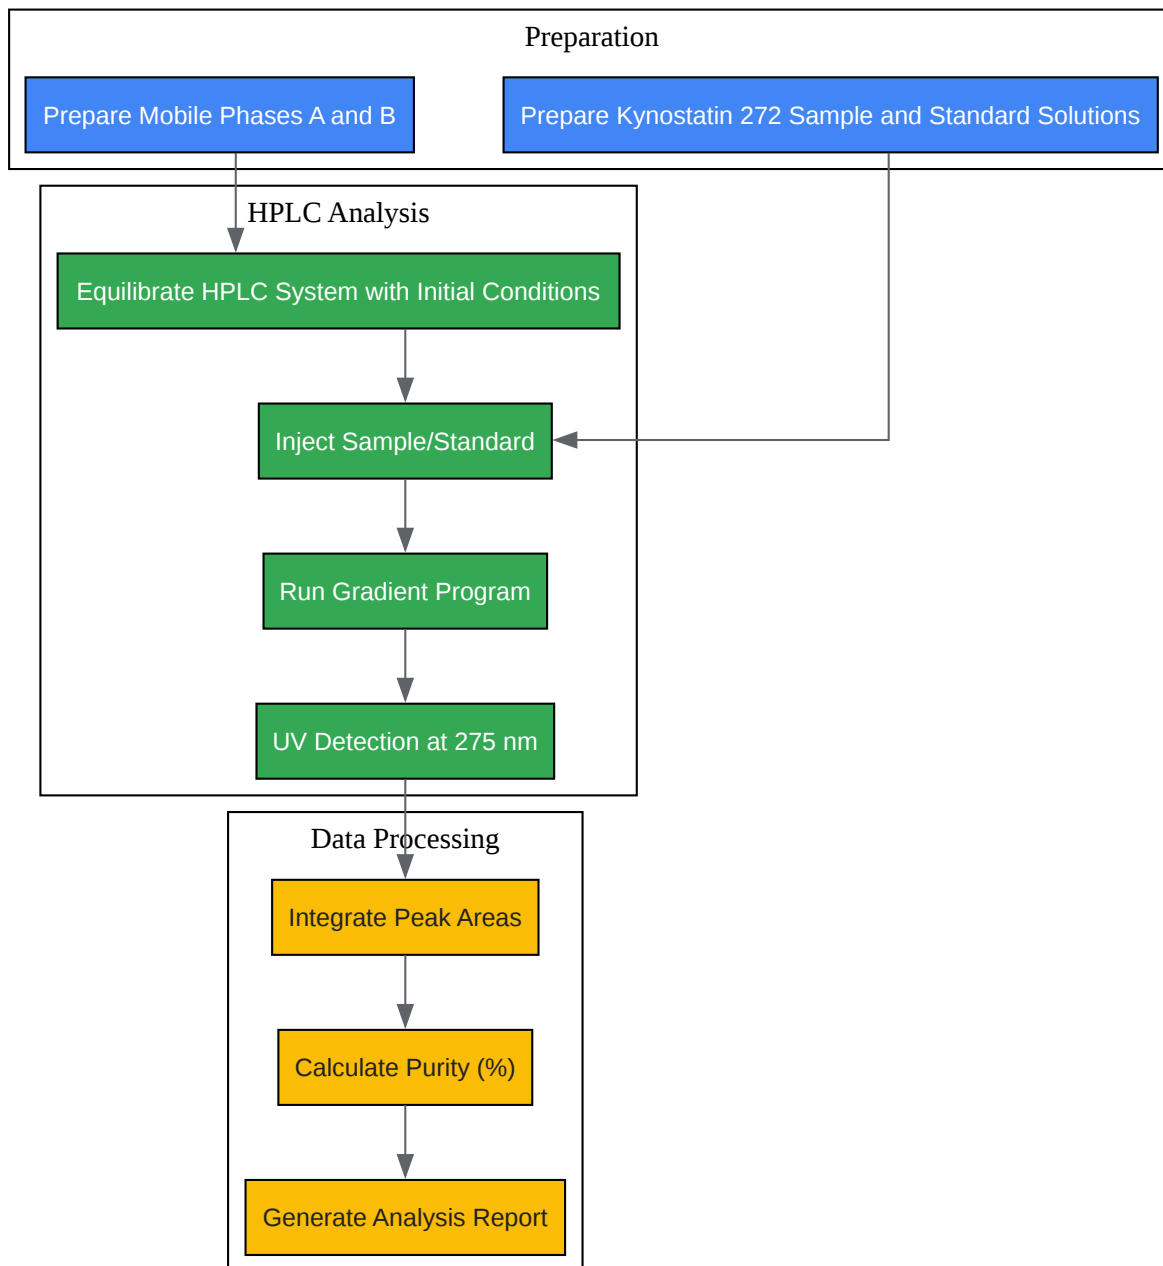 Preparation
Prepare Mobile Phases A and B
Prepare Kynostatin 272 Sample and Standard Solutions
HPLC Analysis
Equilibrate HPLC System with Initial Conditions
Inject Sample/Standard
Run Gradient Program
UV Detection at 275 nm
Data Processing
Integrate Peak Areas
Calculate Purity (%)
Generate Analysis Report